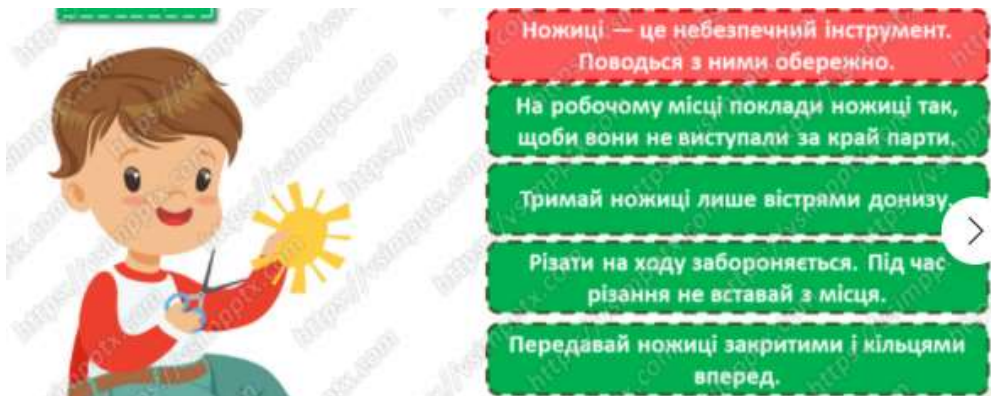 Ножиці — це небезпечний інструмент.
Поводься з ними обережно.
На робочому місці поклади ножиці так,
щоби вони не виступали за край парти.
Тримай ножиці лише вістрями донизу.
Різати на ходу забороняється. Під час
різання не вставай з місця.
Передавай ножиці закритими і кільцями
вперед.